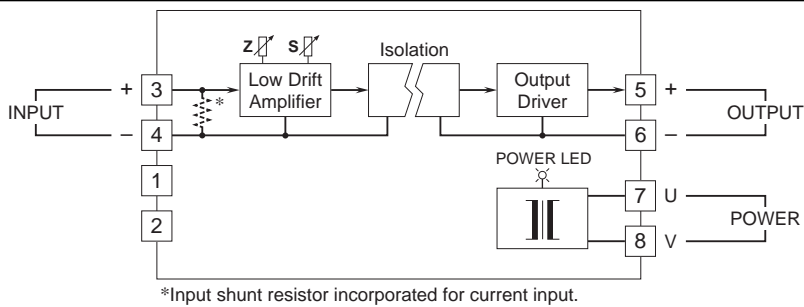 Z S Isolation
Low Drift
Amplifier
Output
Driver
INPUT
+ 3
– 4
1
2
5 +
6 –
OUTPUT
POWER LED
7 U
8 V
POWER
*
*Input shunt resistor incorporated for current input.